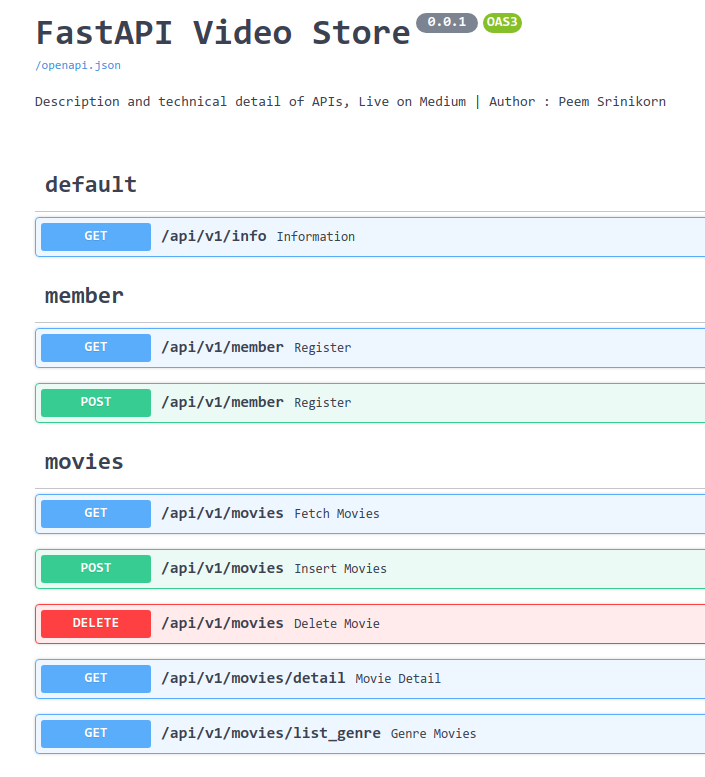 FastAPI Video Store 0.0.1 OAS3
/openapi.json
Description and technical detail of APIs, Live on Medium | Author : Peem Srinikorn
default
GET /api/v1/info Information
member
GET /api/v1/member Register
POST /api/v1/member Register
movies
GET /api/v1/movies Fetch Movies
POST /api/v1/movies Insert Movies
DELETE /api/v1/movies Delete Movie
GET /api/v1/movies/detail Movie Detail
GET /api/v1/movies/list_genre Genre Movies